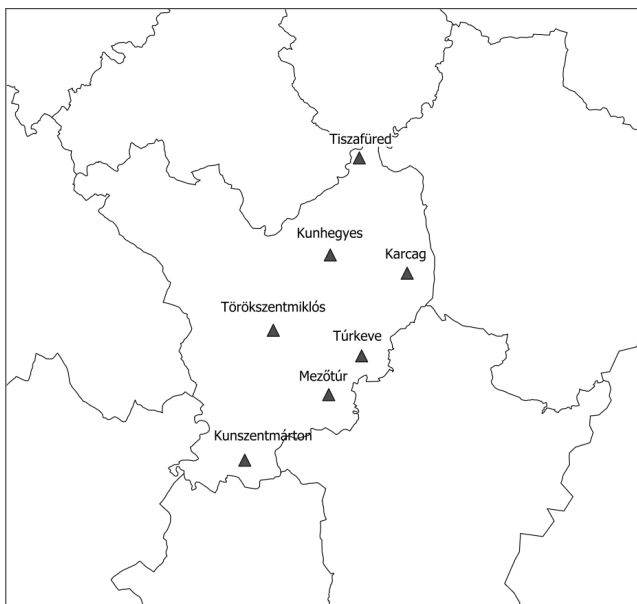 Tiszafüred
Kunhegyes
Karcag
Törökszentmiklós
Túrkeve
Mezőtúr
Kunszentmárton